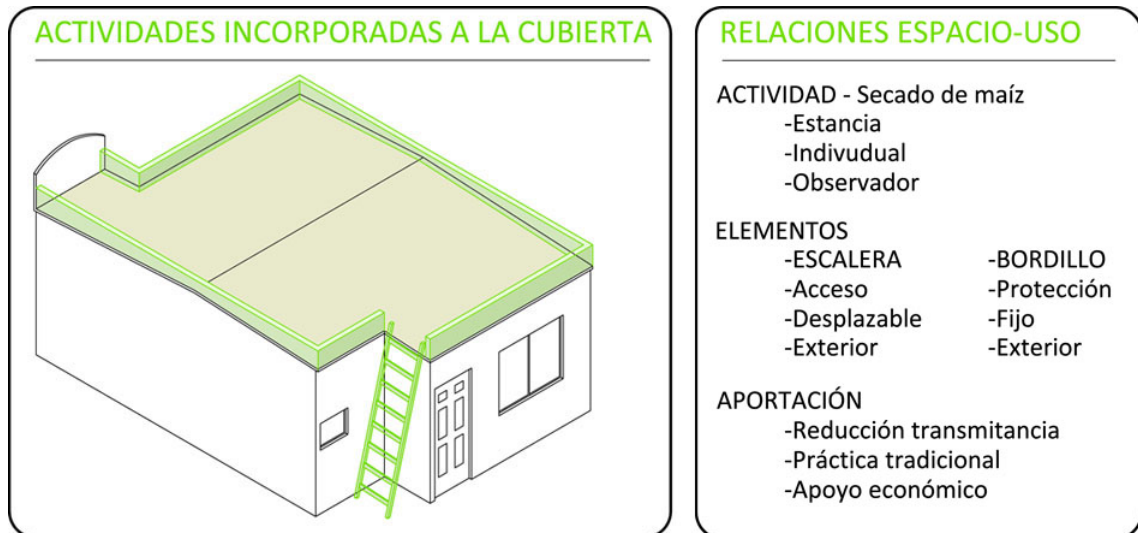 ACTIVIDADES INCORPORADAS A LA CUBIERTA
RELACIONES ESPACIO-USO
ACTIVIDAD - Secado de maíz
-Estancia
-Indivudual
-Observador
ELEMENTOS
-ESCALERA -BORDILLO
-Acceso -Protección
-Desplazable -Fijo
-Exterior -Exterior
APORTACIÓN
-Reducción transmitancia
-Práctica tradicional
-Apoyo económico